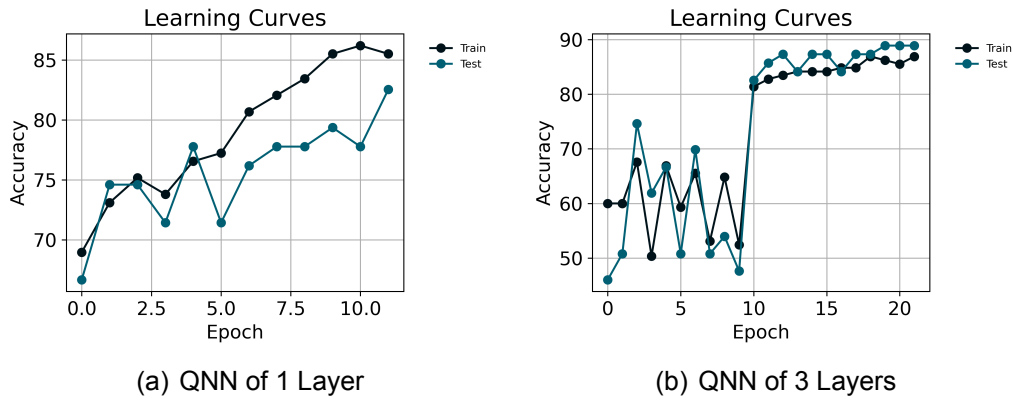 Learning Curves
Accuracy
85
80
75
70
0.0 2.5 5.0 7.5 10.0
Epoch
Train
Test
(a) QNN of 1 Layer
Learning Curves
Accuracy
90
80
70
60
50
0 5 10 15 20
Epoch
Train
Test
(b) QNN of 3 Layers